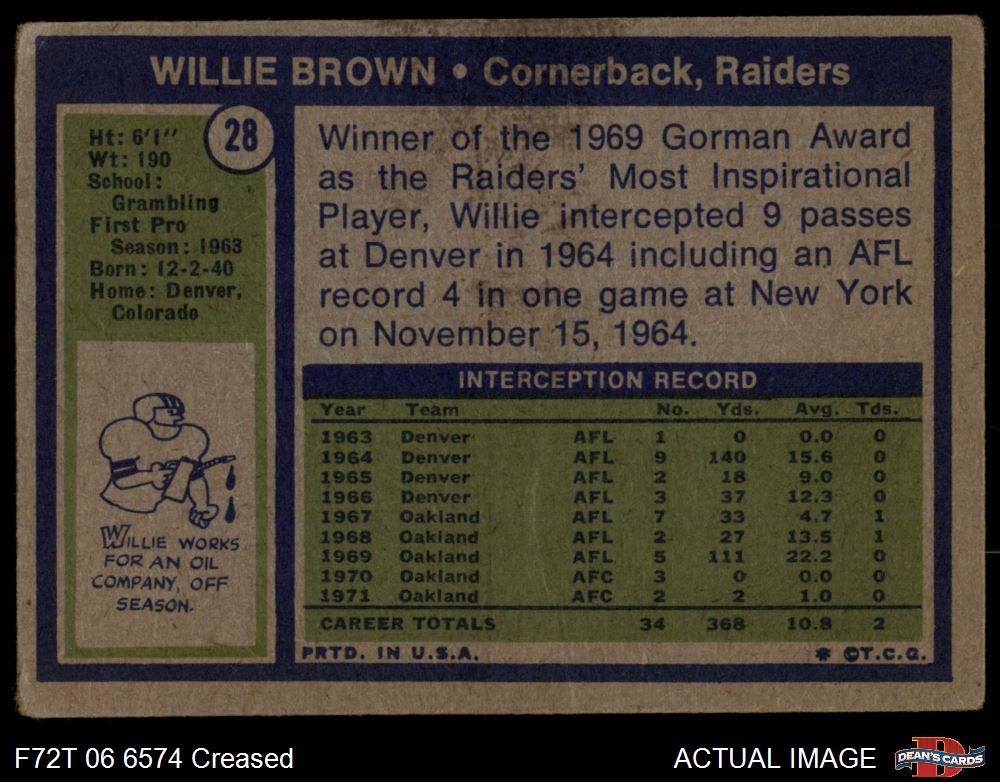 WILLIE BROWN • Cornerback, Raiders
28
Ht: 6'1"
Wt: 190
School:
Grambling
First Pro
Season: 1963
Born: 12-2-40
Home: Denver,
Colorado
WILLIE WORKS
FOR AN OIL
COMPANY, OFF
SEASON.
Winner of the 1969 Gorman Award
as the Raiders' Most Inspirational
Player, Willie intercepted 9 passes
at Denver in 1964 including an AFL
record 4 in one game at New York
on November 15, 1964.
INTERCEPTION RECORD
Year Team No. Yds. Avg. Tds.
1963 Denver AFL 1 0 0.0 0
1964 Denver AFL 9 140 15.6 0
1965 Denver AFL 2 18 9.0 0
1966 Denver AFL 3 37 12.3 0
1967 Oakland AFL 7 33 4.7 1
1968 Oakland AFL 2 27 13.5 1
1969 Oakland AFL 5 111 22.2 0
1970 Oakland AFC 3 0 0.0 0
1971 Oakland AFC 2 2 1.0 0
CAREER TOTALS 34 368 10.8 2
PRTD. IN U.S.A. * ©T.C.G.
F72T 06 6574 Creased
ACTUAL IMAGE
D
DEAN'S CARDS